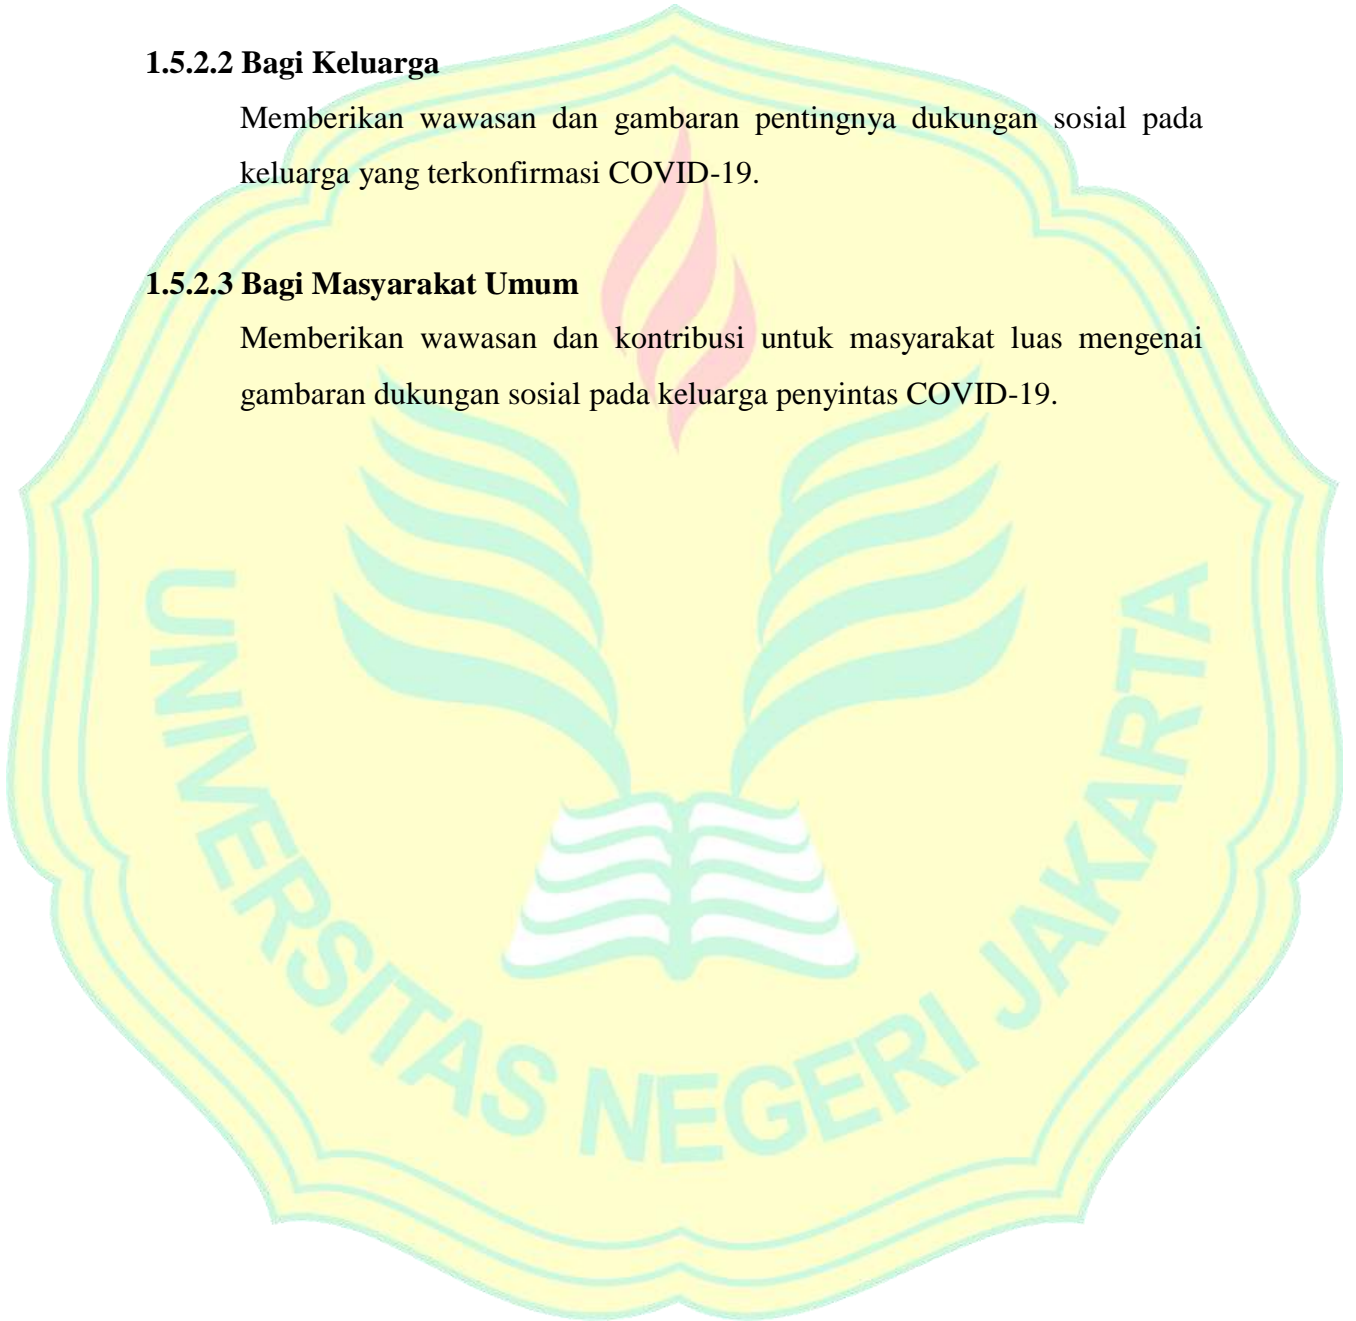 1.5.2.2 Bagi Keluarga
Memberikan wawasan dan gambaran pentingnya dukungan sosial pada
keluarga yang terkonfirmasi COVID-19.
1.5.2.3 Bagi Masyarakat Umum
Memberikan wawasan dan kontribusi untuk masyarakat luas mengenai
gambaran dukungan sosial pada keluarga penyintas COVID-19.
UNIVERSITAS NEGERI JAKARTA